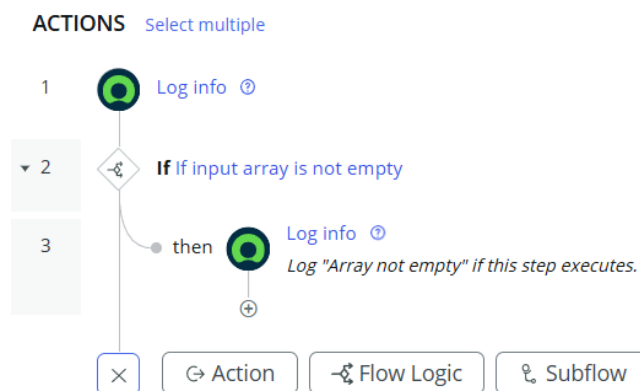 ACTIONS Select multiple
1 Log info
2 If If input array is not empty
3 then Log info
Log "Array not empty" if this step executes.
Action Flow Logic Subflow